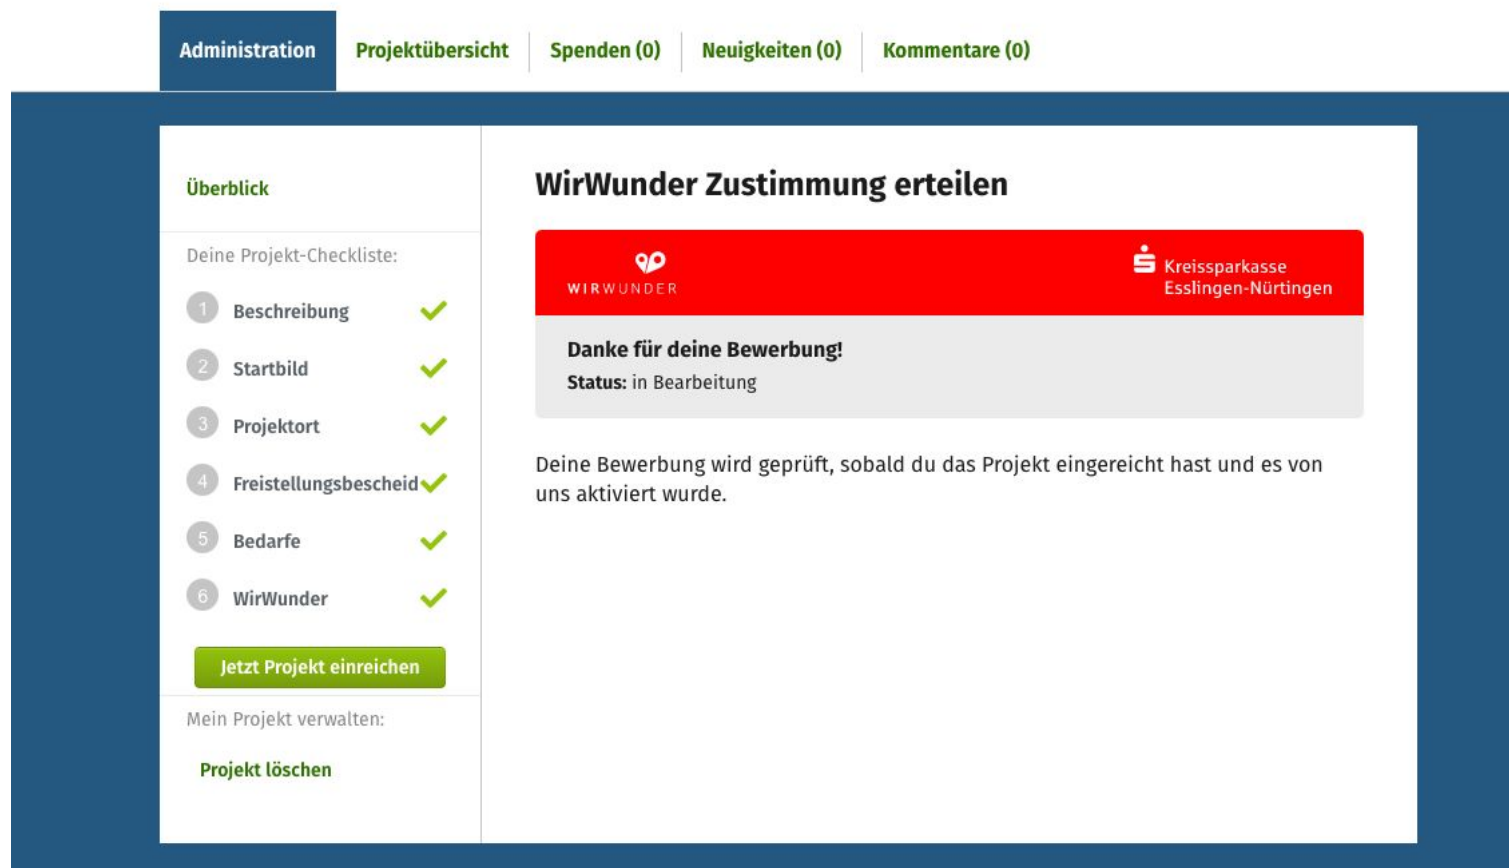 Administration
Projektübersicht
Spenden (0)
Neuigkeiten (0)
Kommentare (0)
Überblick
Deine Projekt-Checkliste:
1 Beschreibung
2 Startbild
3 Projektort
4 Freistellungsbescheid
5 Bedarfe
6 WirWunder
Jetzt Projekt einreichen
Mein Projekt verwalten:
Projekt löschen
WirWunder Zustimmung erteilen
WIRWUNDER
Kreissparkasse
Esslingen-Nürtingen
Danke für deine Bewerbung!
Status: in Bearbeitung
Deine Bewerbung wird geprüft, sobald du das Projekt eingereicht hast und es von
uns aktiviert wurde.